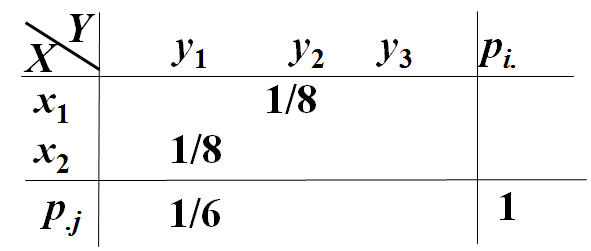 X Y y₁ y₂ y₃ pᵢ.
x₁ 1/8
x₂ 1/8
p.ⱼ 1/6 1